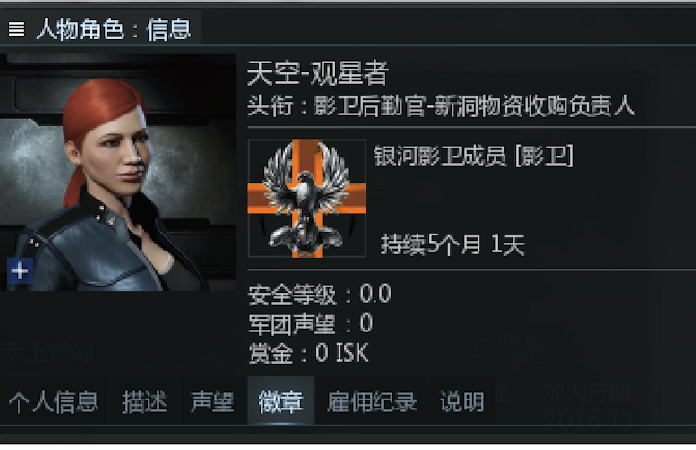 人物角色：信息
天空-观星者
头衔：影卫后勤官-新洞物资收购负责人
银河影卫成员 [影卫]
持续5个月 1天
安全等级：0.0
军团声望：0
赏金：0 ISK
个人信息 描述 声望 徽章 雇佣纪录 说明